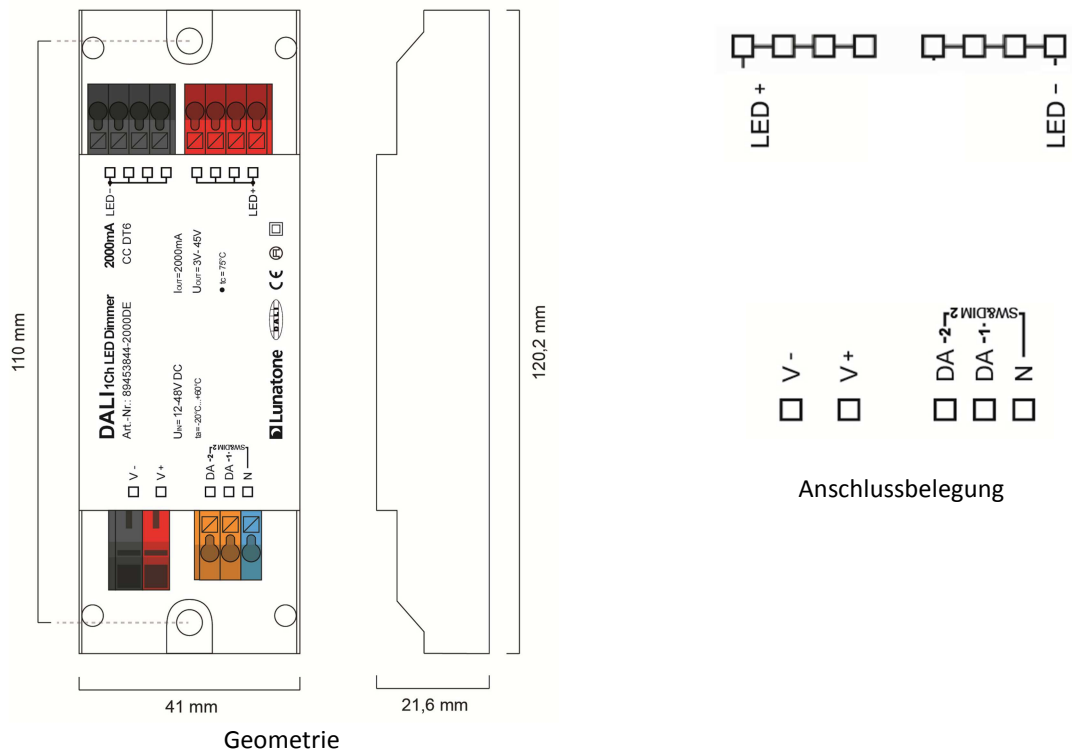 LED -
LED +
DALI 1Ch LED Dimmer 2000mA
Art.-Nr.: 89453844-2000DE CC DT6
UIN= 12-48V DC IOUT=2000mA
ta=-20°C...+60°C UOUT= 3V- 45V
● tc = 75°C
Lunatone DALI CE
V -
V +
DA -2-
DA -1-
N
SW&DIM 2
110 mm
120,2 mm
41 mm
21,6 mm
Geometrie
LED +
LED -
V -
V +
DA -2-
DA -1-
N
SW&DIM 2
Anschlussbelegung